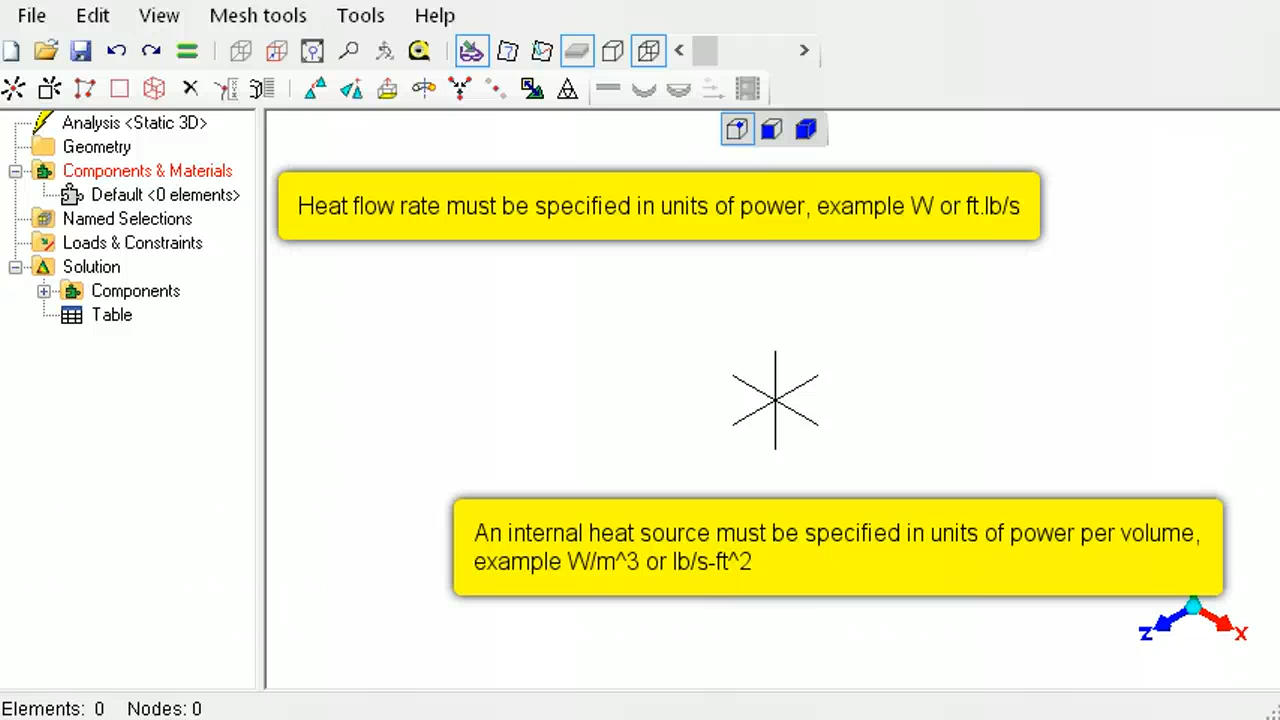 File Edit View Mesh tools Tools Help
Analysis <Static 3D>
Geometry
Components & Materials
Default <0 elements>
Named Selections
Loads & Constraints
Solution
Components
Table
Heat flow rate must be specified in units of power, example W or ft.lb/s
An internal heat source must be specified in units of power per volume,
example W/m^3 or lb/s-ft^2
Z X
Elements: 0 Nodes: 0